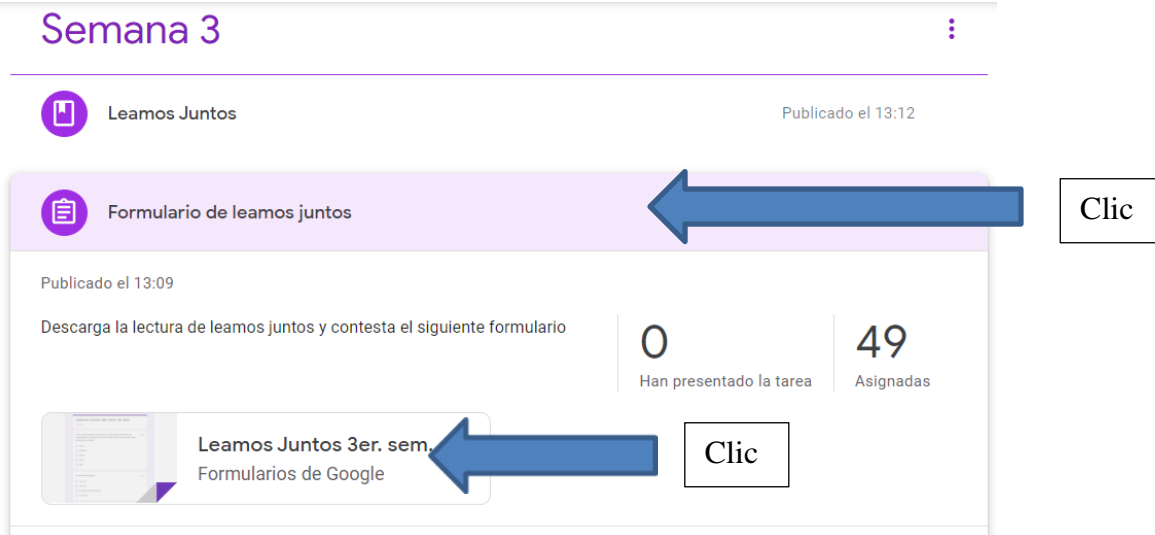 Semana 3
Leamos Juntos
Publicado el 13:12
Formulario de leamos juntos
Clic
Publicado el 13:09
Descarga la lectura de leamos juntos y contesta el siguiente formulario
0
Han presentado la tarea
49
Asignadas
Leamos Juntos 3er. sem.
Formularios de Google
Clic